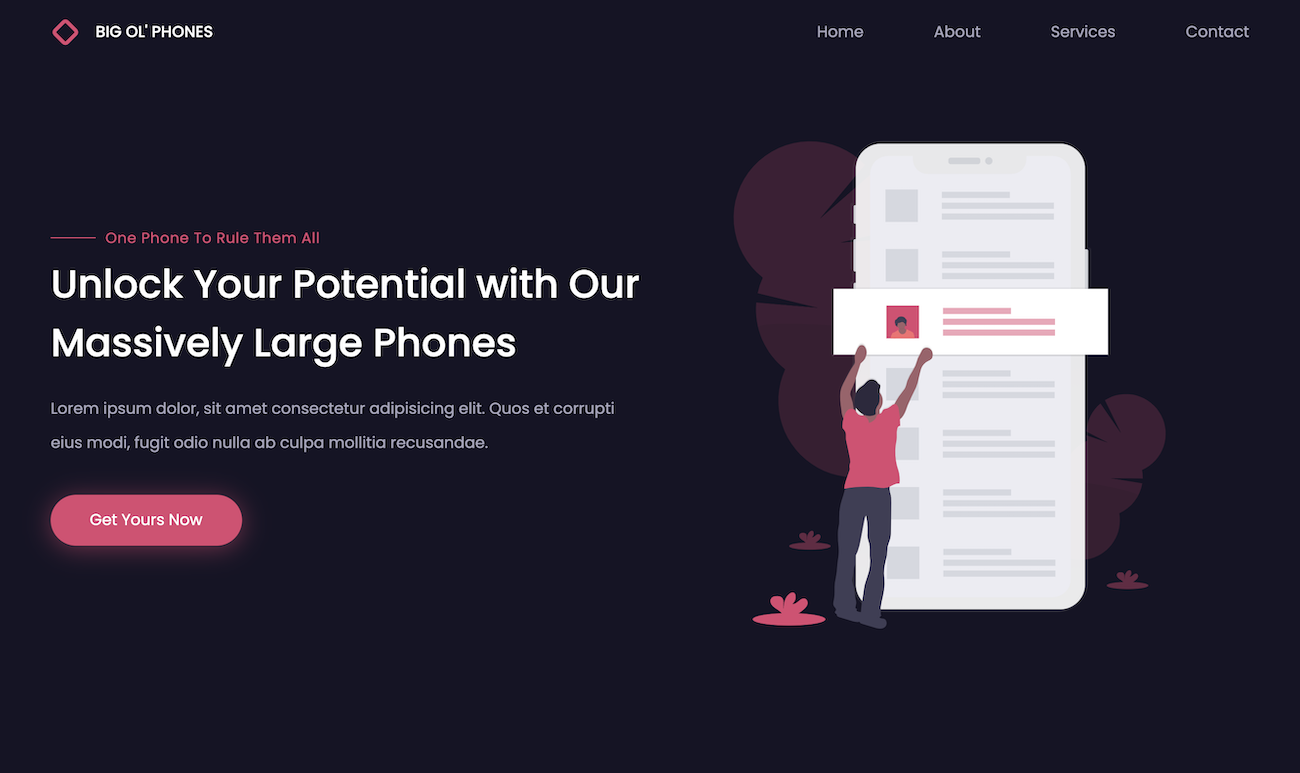 BIG OL' PHONES
Home
About
Services
Contact
One Phone To Rule Them All
Unlock Your Potential with Our
Massively Large Phones
Lorem ipsum dolor, sit amet consectetur adipisicing elit. Quos et corrupti
eius modi, fugit odio nulla ab culpa mollitia recusandae.
Get Yours Now